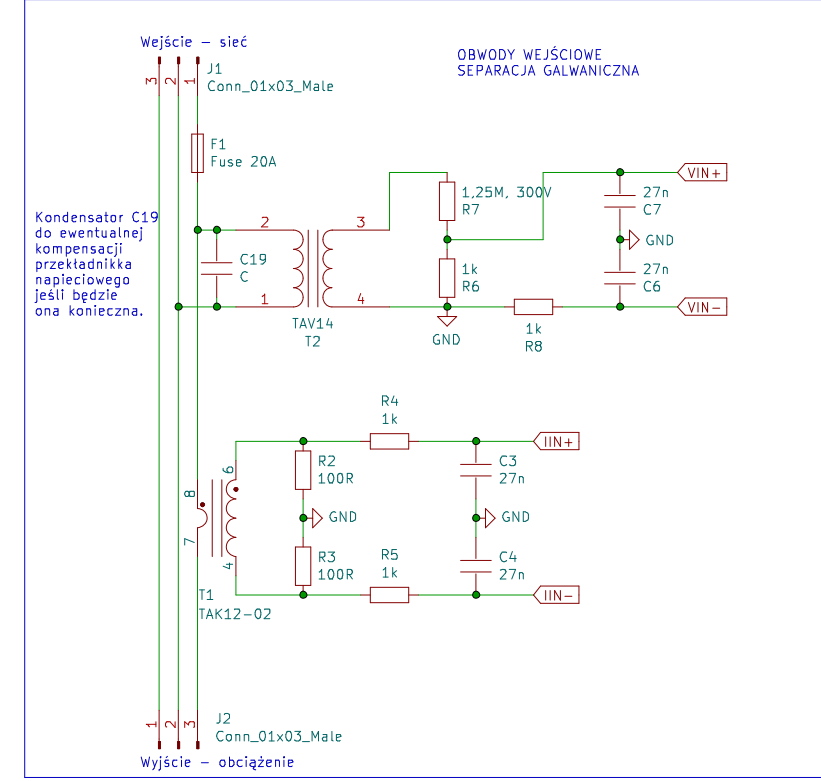 Wejście – sieć
J1
Conn_01x03_Male
3 2 1
OBWODY WEJŚCIOWE
SEPARACJA GALWANICZNA
F1
Fuse 20A
Kondensator C19
do ewentualnej
kompensacji
przekładnikka
napieciowego
jeśli będzie
ona konieczna.
2
3
C19
C
1
4
TAV14
T2
1,25M, 300V
R7
1k
R6
GND
1k
R8
27n
C7
GND
27n
C6
VIN+
VIN–
R4
1k
IIN+
R2
100R
GND
R3
100R
C3
27n
GND
C4
27n
R5
1k
IIN–
8
7
6
4
T1
TAK12-02
1 2 3
J2
Conn_01x03_Male
Wyjście – obciążenie